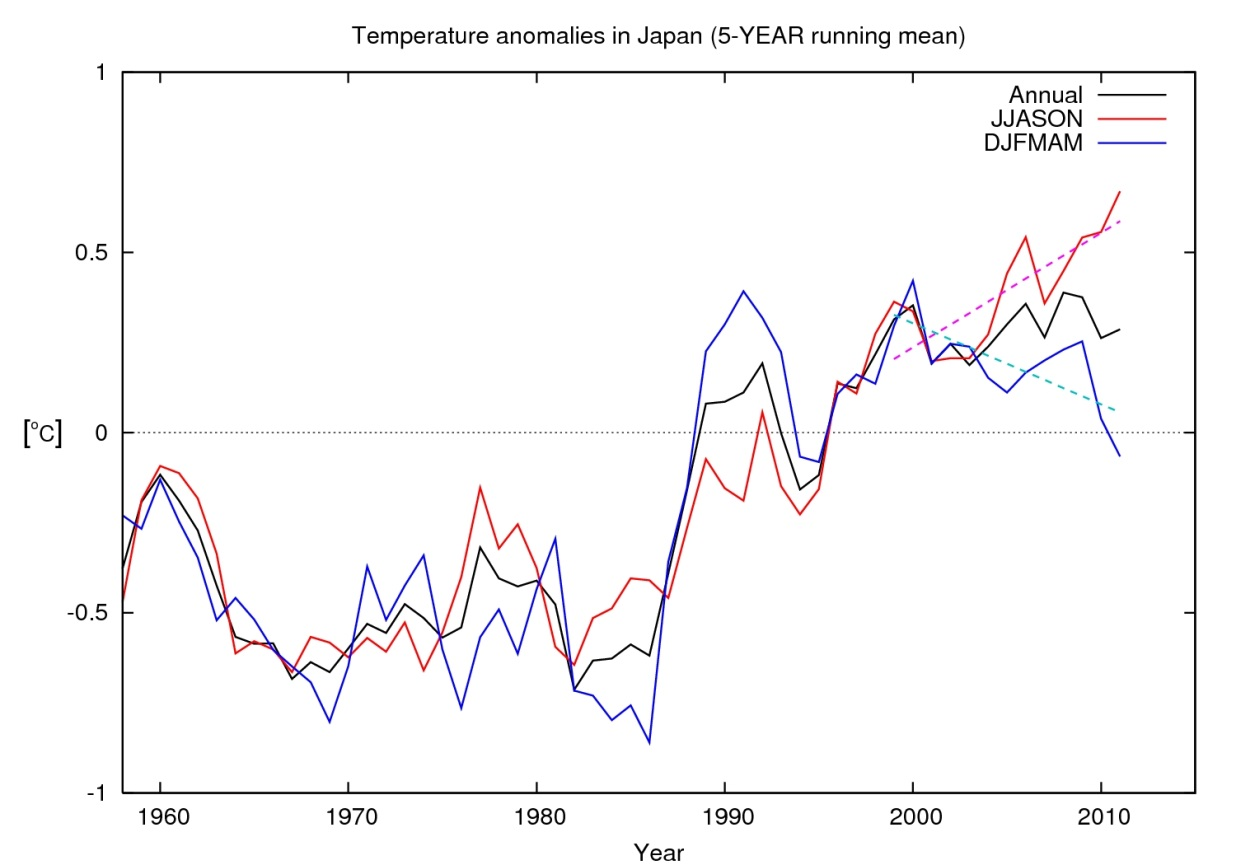 Temperature anomalies in Japan (5-YEAR running mean)
1
Annual
JJASON
DJFMAM
0.5
[°C]
0
-0.5
-1
1960 1970 1980 1990 2000 2010
Year